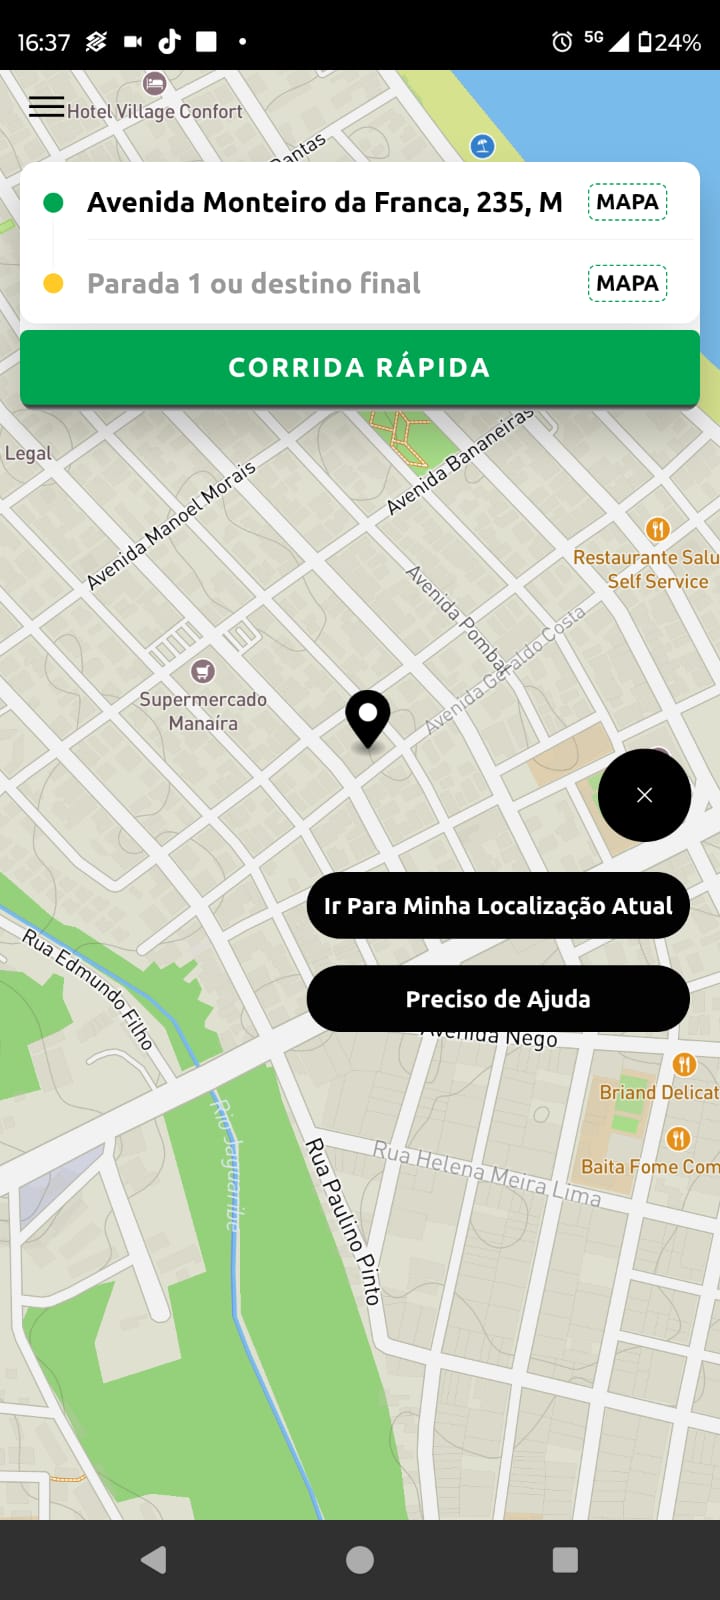 16:37
5G
24%
Hotel Village Confort
Dantas
Avenida Monteiro da Franca, 235, M
MAPA
Parada 1 ou destino final
MAPA
CORRIDA RÁPIDA
Legal
Avenida Manoel Morais
Avenida Bananeiras
Restaurante Salu
Self Service
Avenida Pombal
Avenida Geraldo Costa
Supermercado
Manaíra
Ir Para Minha Localização Atual
Rua Edmundo Filho
Preciso de Ajuda
Avenida Nego
Briand Delicat
Rio Jaguaribe
Rua Helena Meira Lima
Baita Fome Com
Rua Paulino Pinto